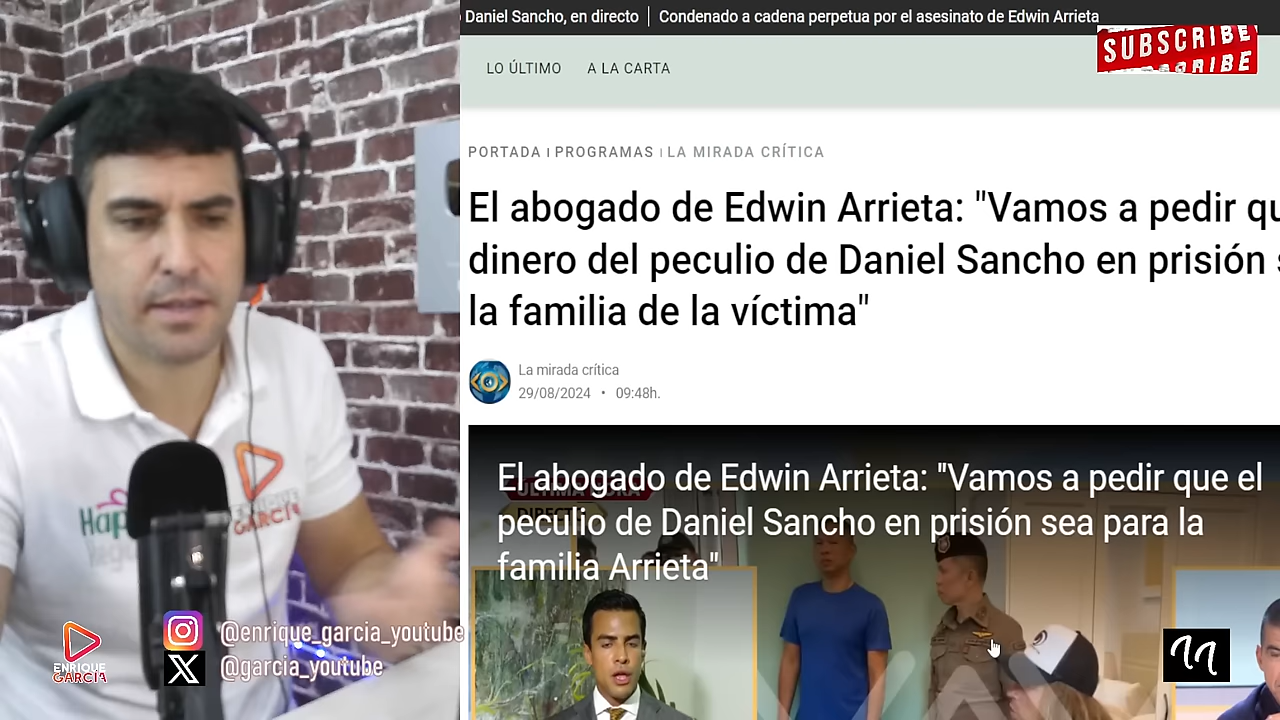 Daniel Sancho, en directo | Condenado a cadena perpetua por el asesinato de Edwin Arrieta
SUBSCRIBE
LO ÚLTIMO A LA CARTA
PORTADA | PROGRAMAS | LA MIRADA CRÍTICA
El abogado de Edwin Arrieta: "Vamos a pedir
dinero del peculio de Daniel Sancho en prisión
la familia de la víctima"
La mirada crítica
29/08/2024 • 09:48h.
El abogado de Edwin Arrieta: "Vamos a pedir que el
peculio de Daniel Sancho en prisión sea para la
familia Arrieta"
ENRIQUE
GARCÍA
@enrique_garcia_youtube
@garcia_youtube
ENRIQUE
GARCÍA